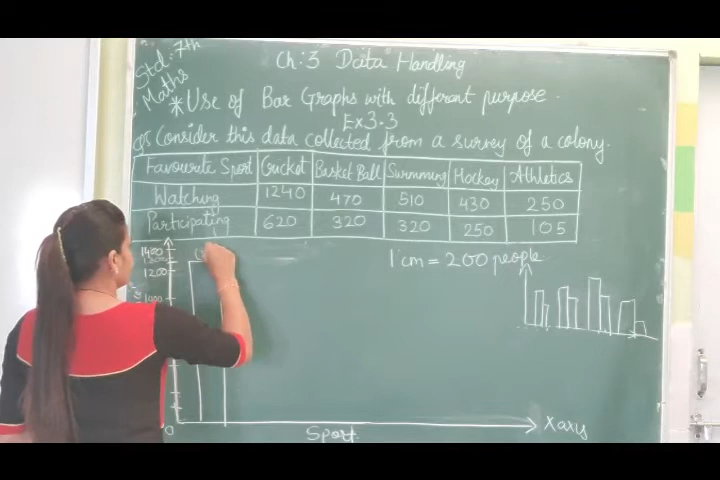 Std: 7th
Maths
Ch: 3 Data Handling
* Use of Bar Graphs with different purpose.
Ex 3.3
Q5 Consider this data collected from a survey of a colony.
Favourite Sport Cricket Basket Ball Swimming Hockey Athletics
Watching 1240 470 510 430 250
Participating 620 320 320 250 105
1 cm = 200 people
1400
1200
1000
0
Sport
X axis